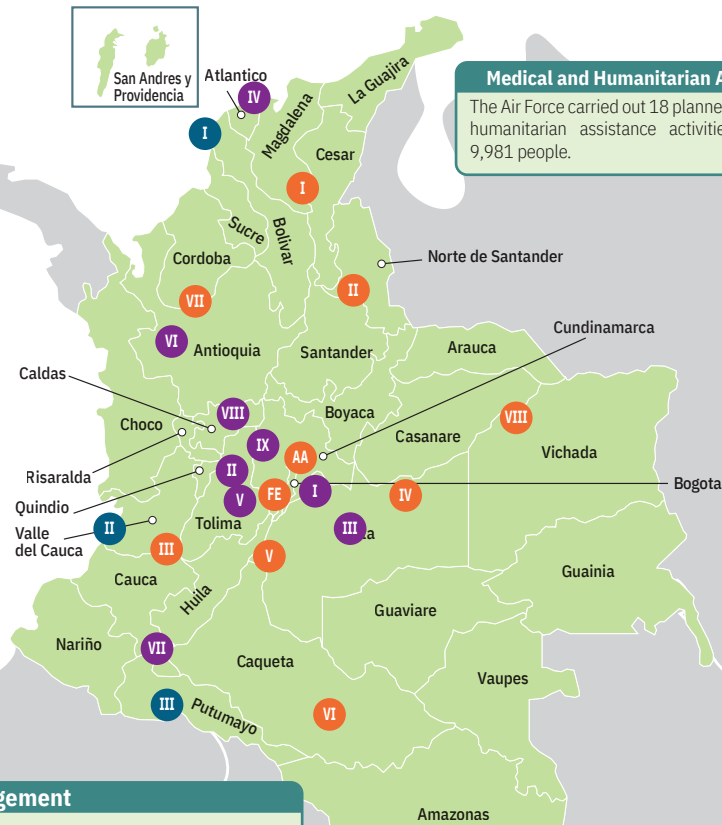 San Andres y
Providencia
Atlantico
IV
I
Magdalena
La Guajira
Cesar
I
Medical and Humanitarian A
The Air Force carried out 18 planne
humanitarian assistance activitie
9,981 people.
Sucre
Bolivar
Cordoba
Norte de Santander
II
VII
VI
Antioquia
Santander
Arauca
Cundinamarca
Caldas
VIII
Choco
Boyaca
VIII
Casanare
Vichada
IX
AA
Risaralda
II
Bogota
Quindio
V
FE
I
IV
Valle
del Cauca
II
Tolima
III
ta
III
V
Cauca
Huila
Guainia
Guaviare
Nariño
VII
Caqueta
Vaupes
III
Putumayo
VI
gement
Amazonas